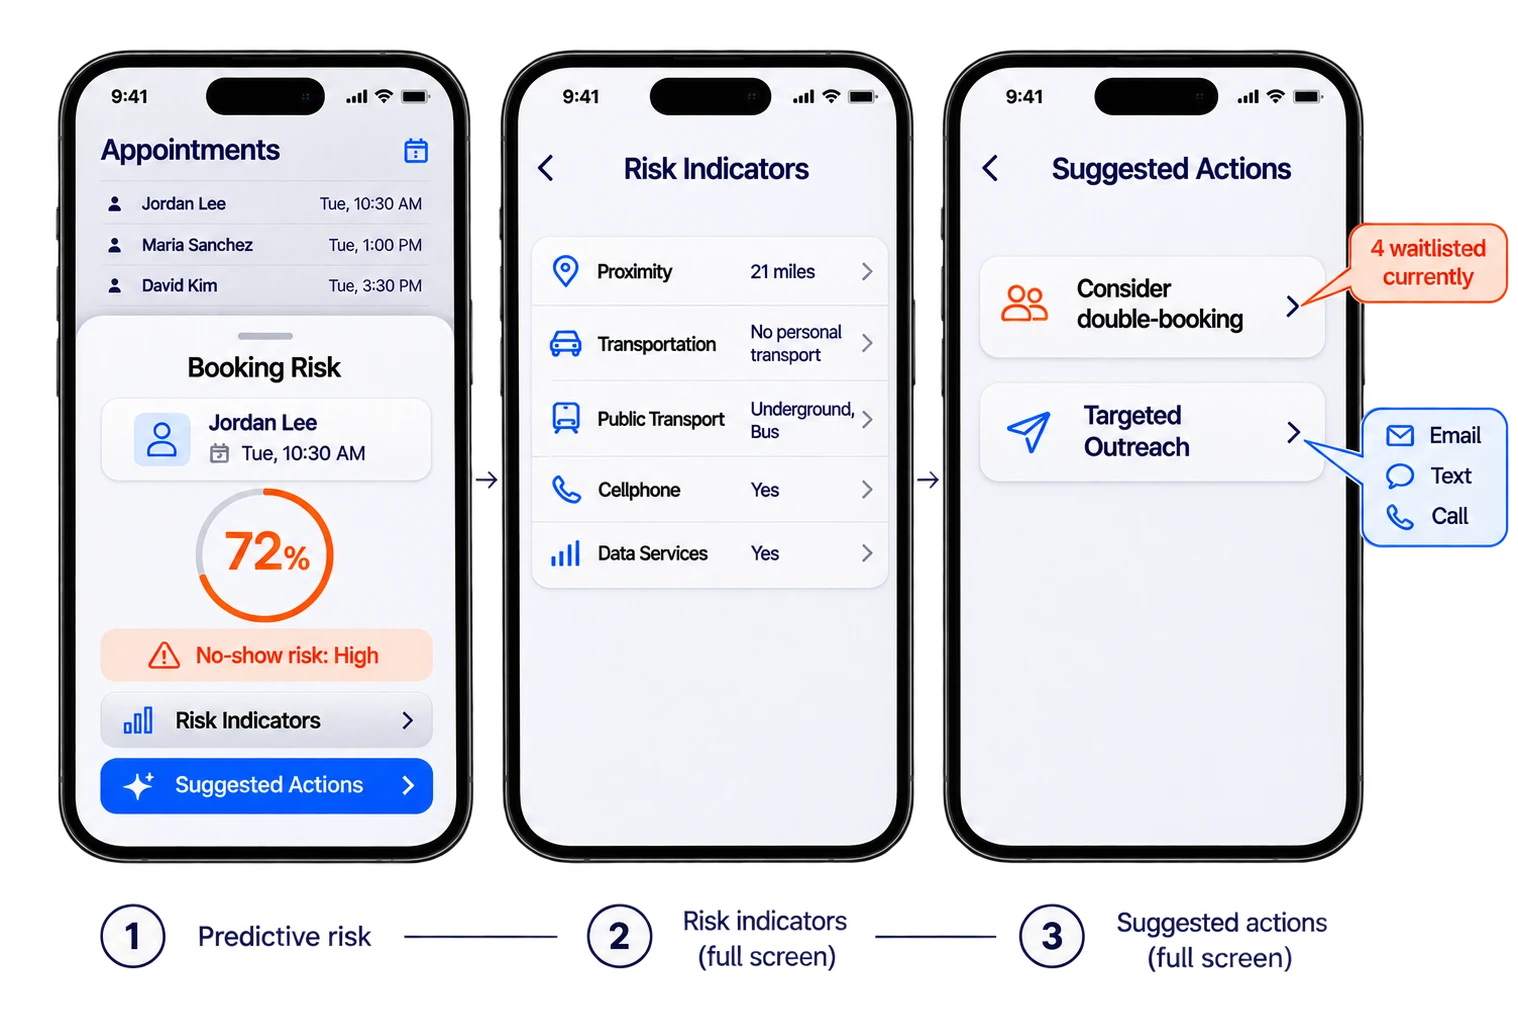 9:41
Appointments
Jordan Lee Tue, 10:30 AM
Maria Sanchez Tue, 1:00 PM
David Kim Tue, 3:30 PM
Booking Risk
Jordan Lee
Tue, 10:30 AM
72%
No-show risk: High
Risk Indicators
Suggested Actions
9:41
Risk Indicators
Proximity 21 miles
Transportation No personal
transport
Public Transport Underground,
Bus
Cellphone Yes
Data Services Yes
9:41
Suggested Actions
Consider
double-booking
4 waitlisted
currently
Targeted
Outreach
Email
Text
Call
1 Predictive risk
2 Risk indicators
(full screen)
3 Suggested actions
(full screen)